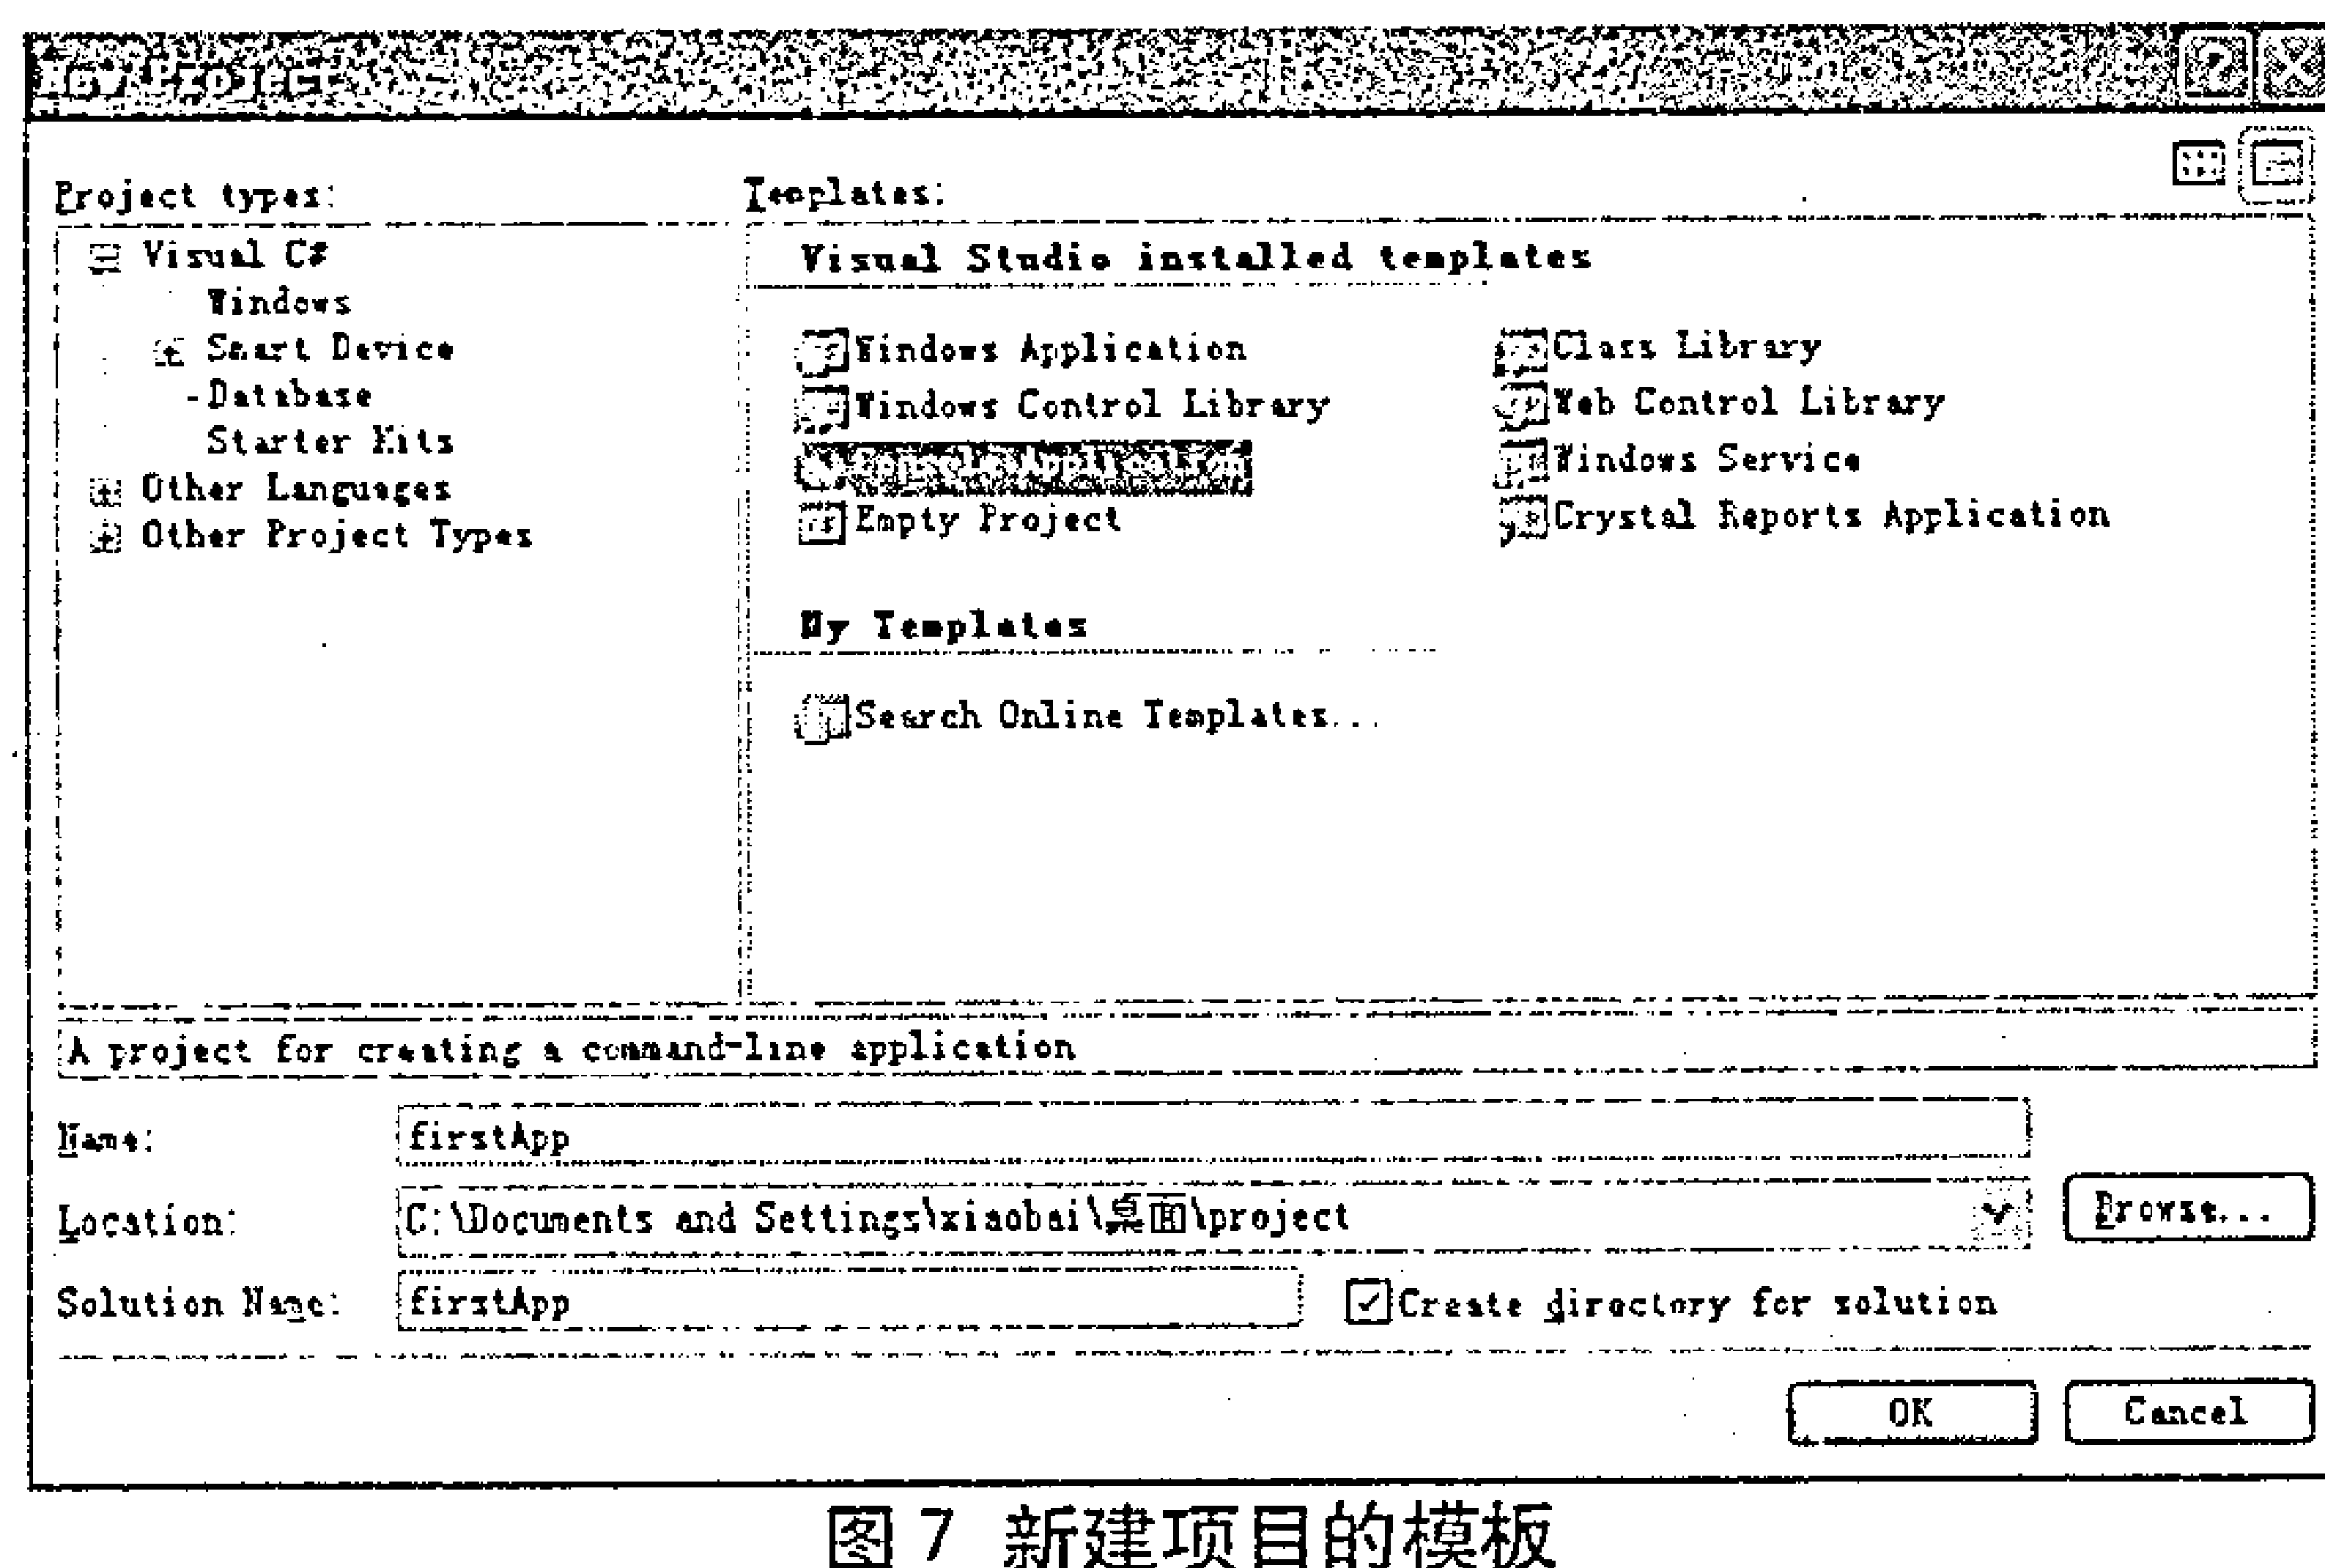 New Project
Project types:
Templates:
Visual C#
Windows
Smart Device
Database
Starter Kits
Other Languages
Other Project Types
Visual Studio installed templates
Windows Application
Class Library
Windows Control Library
Web Control Library
Console Application
Windows Service
Empty Project
Crystal Reports Application
My Templates
Search Online Templates...
A project for creating a command-line application
Name:
firstApp
Location:
C:\Documents and Settings\xiaobai\桌面\project
Browse...
Solution Name:
firstApp
Create directory for solution
OK
Cancel
图 7 新建项目的模板